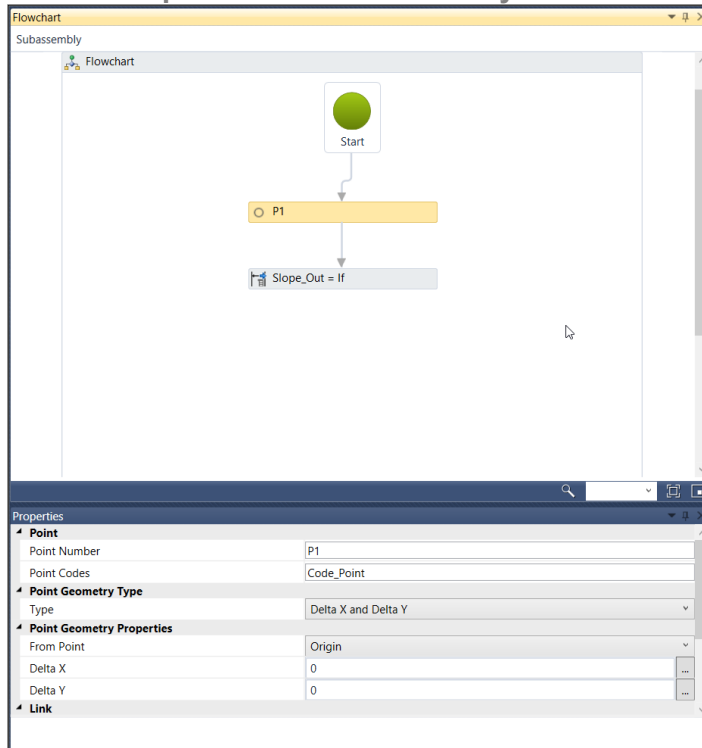 Flowchart
Subassembly
Flowchart
Start
P1
Slope_Out = If
Properties
Point
Point Number P1
Point Codes Code_Point
Point Geometry Type
Type Delta X and Delta Y
Point Geometry Properties
From Point Origin
Delta X 0 ...
Delta Y 0 ...
Link